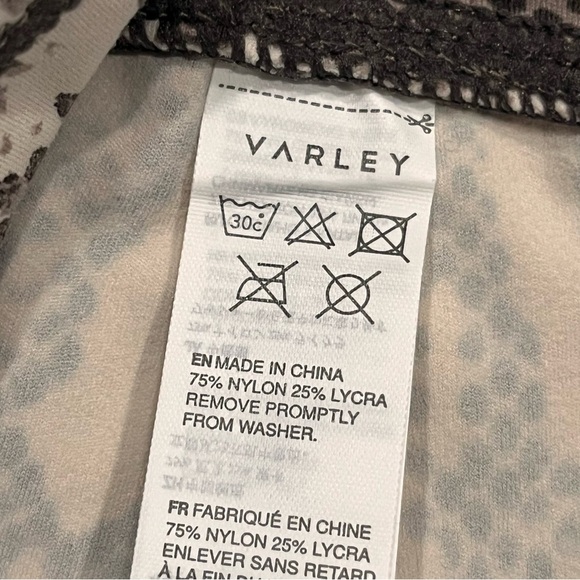 VARLEY
30c
EN MADE IN CHINA
75% NYLON 25% LYCRA
REMOVE PROMPTLY
FROM WASHER.
FR FABRIQUÉ EN CHINE
75% NYLON 25% LYCRA
ENLEVER SANS RETARD
À LA FIN DU